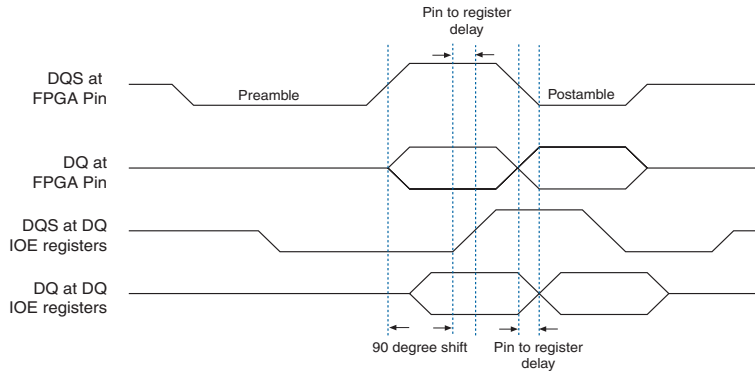 Pin to register
delay
DQS at
FPGA Pin
Preamble
Postamble
DQ at
FPGA Pin
DQS at DQ
IOE registers
DQ at DQ
IOE registers
90 degree shift
Pin to register
delay